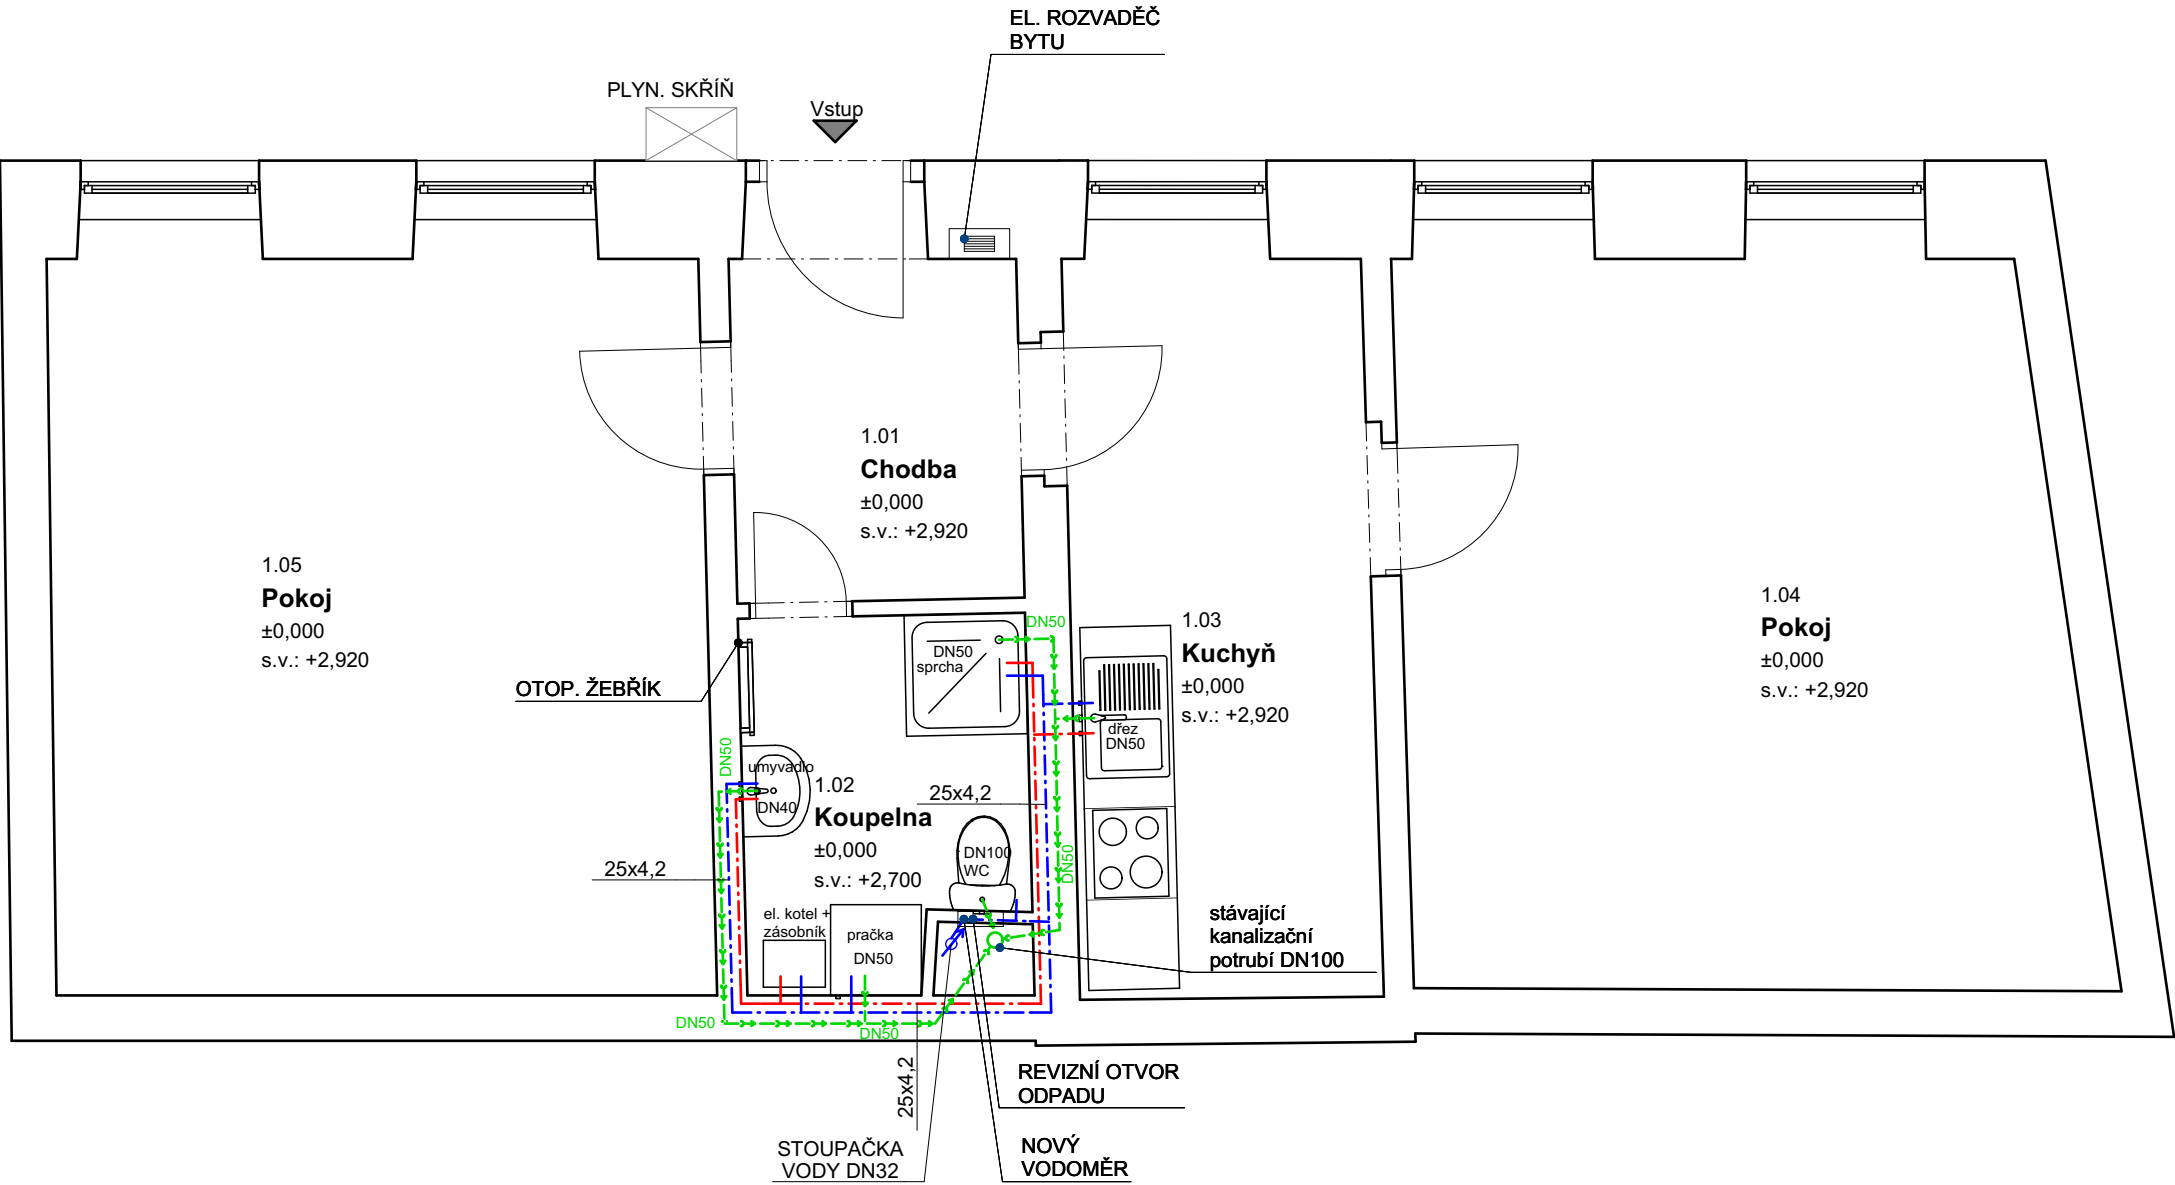 EL. ROZVADĚČ
BYTU
PLYN. SKŘÍŇ
Vstup
1.01
Chodba
±0,000
s.v.: +2,920
1.05
Pokoj
±0,000
s.v.: +2,920
1.04
Pokoj
±0,000
s.v.: +2,920
1.03
Kuchyň
±0,000
s.v.: +2,920
DN50
DN50
sprcha
OTOP. ŽEBŘÍK
dřez
DN50
DN50
umyvadlo
DN40
1.02
Koupelna
±0,000
s.v.: +2,700
25x4,2
25x4,2
DN100
WC
DN50
el. kotel +
zásobník
pračka
DN50
stávající
kanalizační
potrubí DN100
DN50
DN50
25x4,2
REVIZNÍ OTVOR
ODPADU
STOUPAČKA
VODY DN32
NOVÝ
VODOMĚR